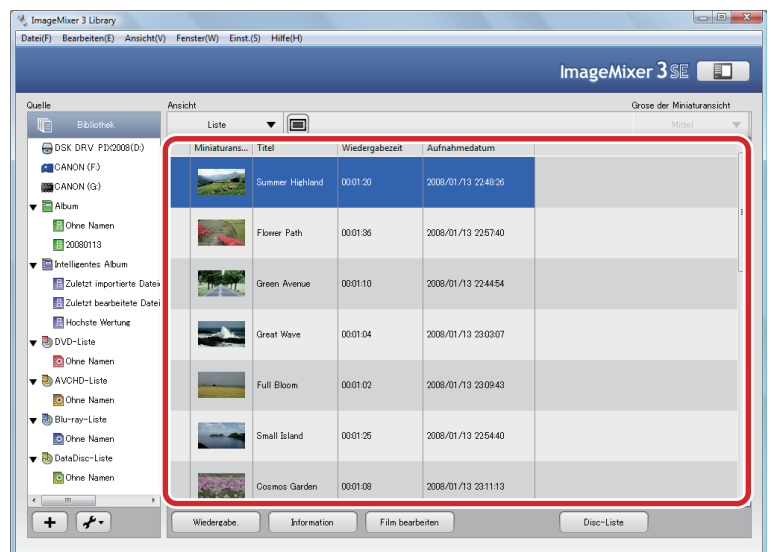 ImageMixer 3 Library
Datei(F) Bearbeiten(E) Ansicht(V) Fenster(W) Einst.(S) Hilfe(H)
ImageMixer 3 SE
Quelle
Bibliothek
DSK DRV PIX2008(D:)
CANON (F:)
CANON (G:)
Album
Ohne Namen
20080113
Intelligentes Album
Zuletzt importierte Datei
Zuletzt bearbeitete Datei
Hochste Wertung
DVD-Liste
Ohne Namen
AVCHD-Liste
Ohne Namen
Blu-ray-Liste
Ohne Namen
DataDisc-Liste
Ohne Namen
Ansicht
Liste
Grose der Miniaturansicht
Mittel
Miniaturans... Titel Wiedergabezeit Aufnahmedatum
Summer Highland 00:01:20 2008/01/13 22:48:26
Flower Path 00:01:36 2008/01/13 22:57:40
Green Avenue 00:01:10 2008/01/13 22:44:54
Great Wave 00:01:04 2008/01/13 23:03:07
Full Bloom 00:01:02 2008/01/13 23:09:43
Small Island 00:01:25 2008/01/13 22:54:40
Cosmos Garden 00:01:08 2008/01/13 23:11:13
Wiedergabe. Information Film bearbeiten Disc-Liste